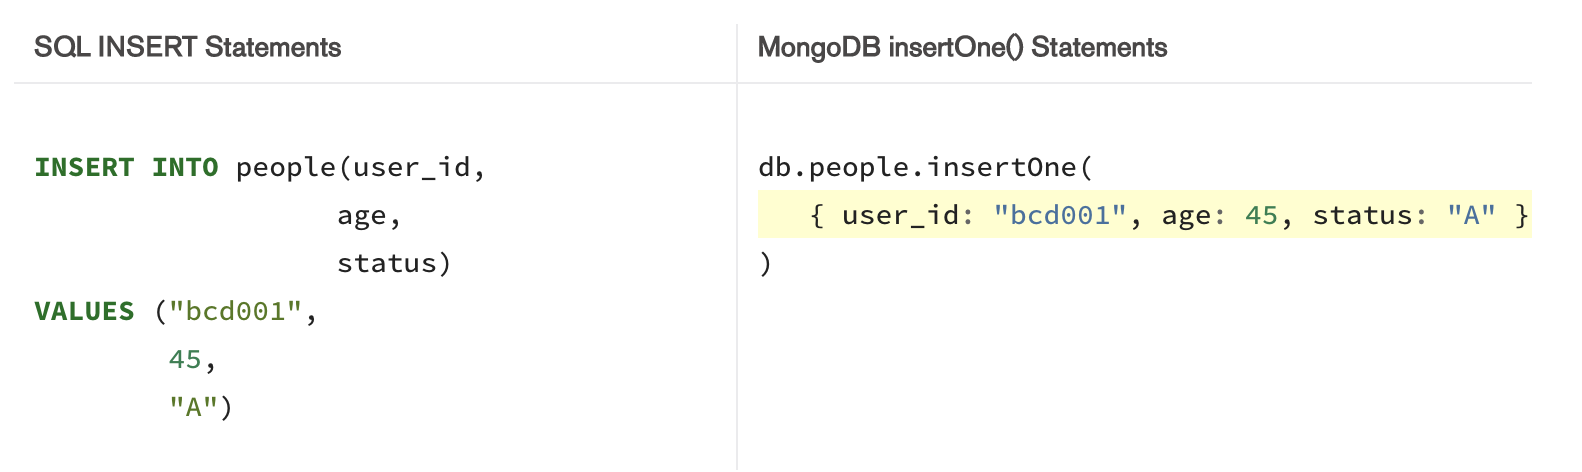 SQL INSERT Statements
MongoDB insertOne() Statements
INSERT INTO people(user_id,
age,
status)
VALUES ("bcd001",
45,
"A")
db.people.insertOne(
{ user_id: "bcd001", age: 45, status: "A" }
)